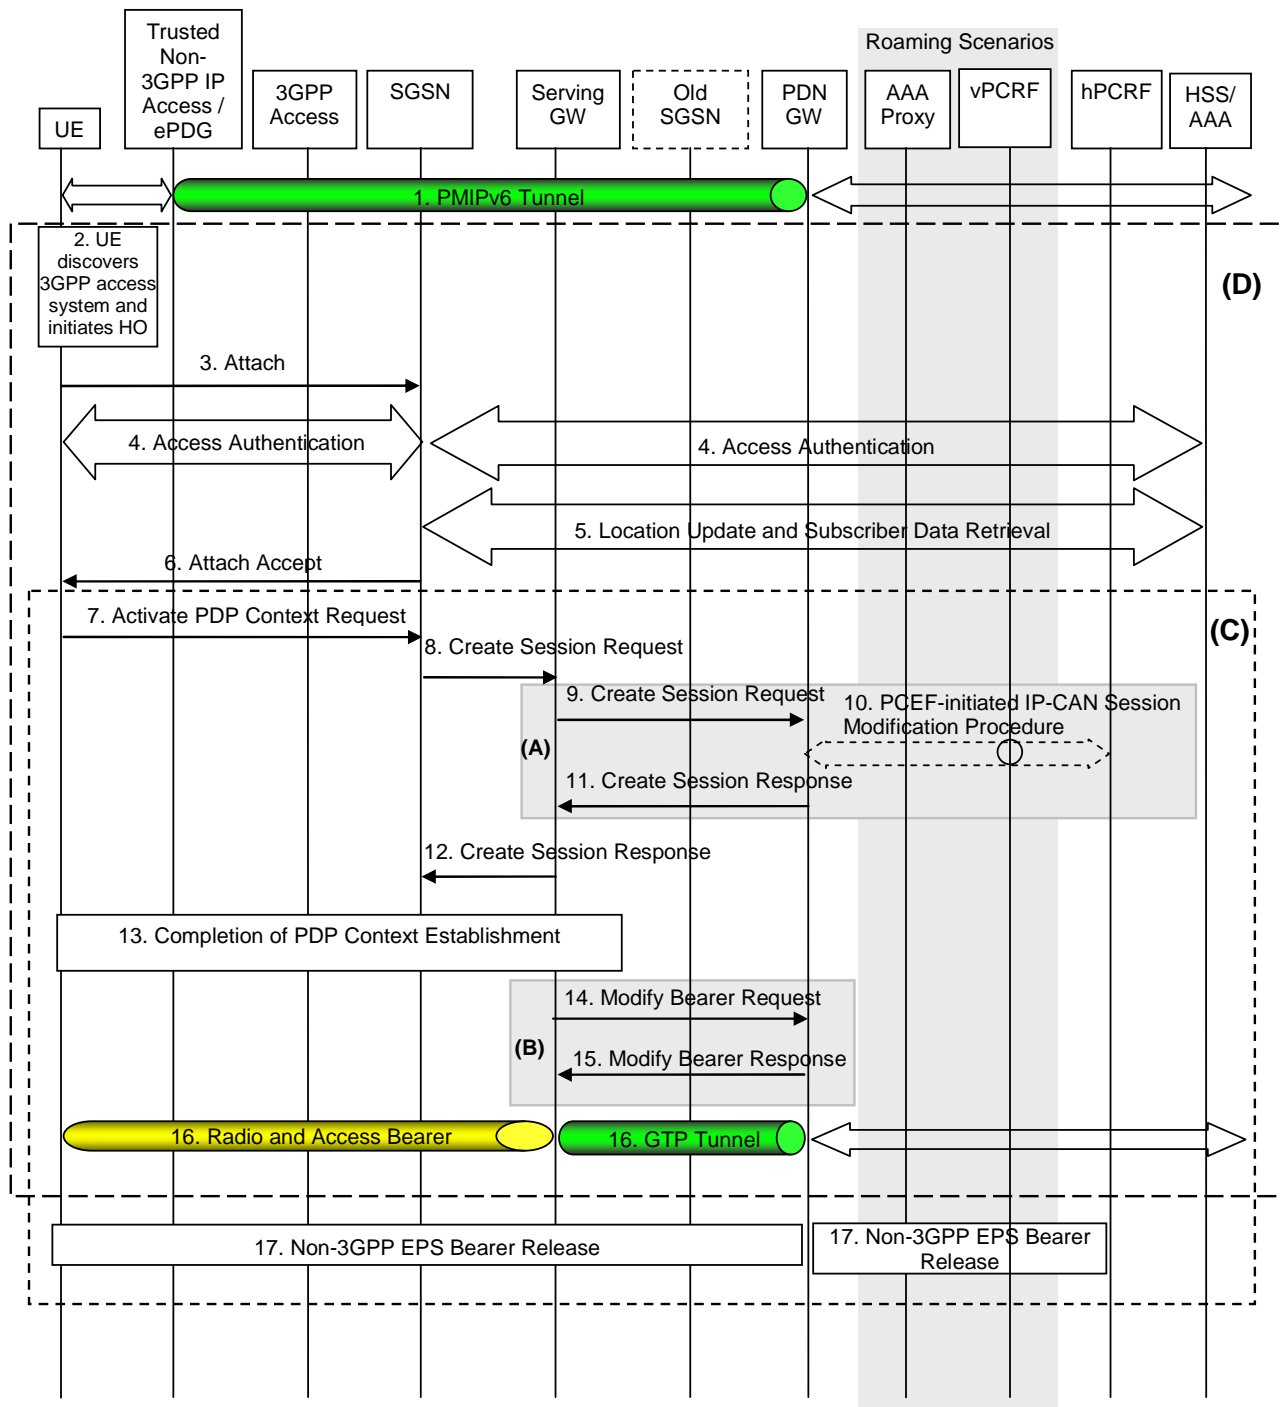 Roaming Scenarios
UE
Trusted
Non-
3GPP IP
Access /
ePDG
3GPP
Access
SGSN
Serving
GW
Old
SGSN
PDN
GW
AAA
Proxy
vPCRF
hPCRF
HSS/
AAA
1. PMIPv6 Tunnel
2. UE
discovers
3GPP access
system and
initiates HO
(D)
3. Attach
4. Access Authentication
4. Access Authentication
5. Location Update and Subscriber Data Retrieval
6. Attach Accept
7. Activate PDP Context Request
(C)
8. Create Session Request
9. Create Session Request
10. PCEF-initiated IP-CAN Session
Modification Procedure
(A)
11. Create Session Response
12. Create Session Response
13. Completion of PDP Context Establishment
14. Modify Bearer Request
(B)
15. Modify Bearer Response
16. Radio and Access Bearer
16. GTP Tunnel
17. Non-3GPP EPS Bearer Release
17. Non-3GPP EPS Bearer
Release